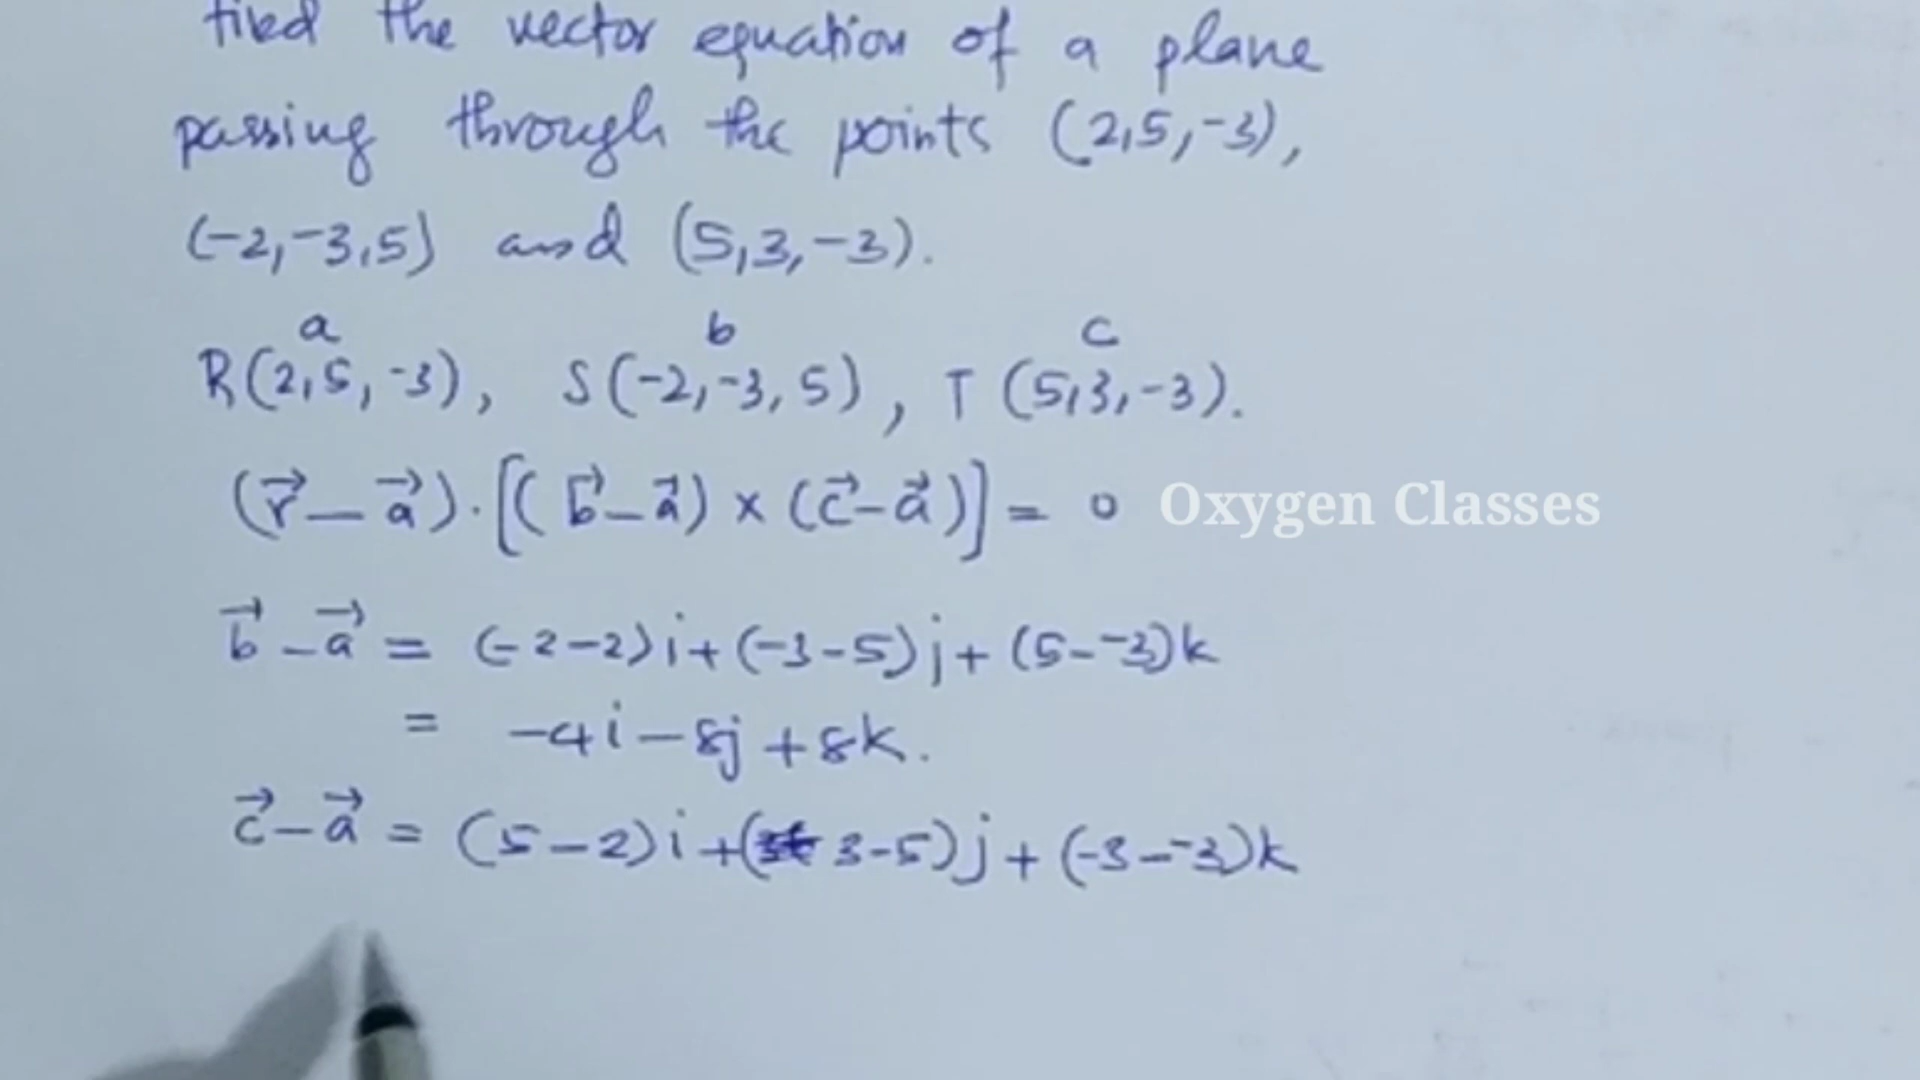 find the vector equation of a plane
passing through the points (2,5,-3),
(-2,-3,5) and (5,3,-3).
a b c
R(2,5,-3), S(-2,-3,5), T(5,3,-3).
(r⃗ - a⃗)·[(b⃗ - a⃗) × (c⃗ - a⃗)] = 0 Oxygen Classes
b⃗ - a⃗ = (-2-2)i + (-3-5)j + (5--3)k
= -4i - 8j + 8k.
c⃗ - a⃗ = (5-2)i + (3-5)j + (-3--3)k